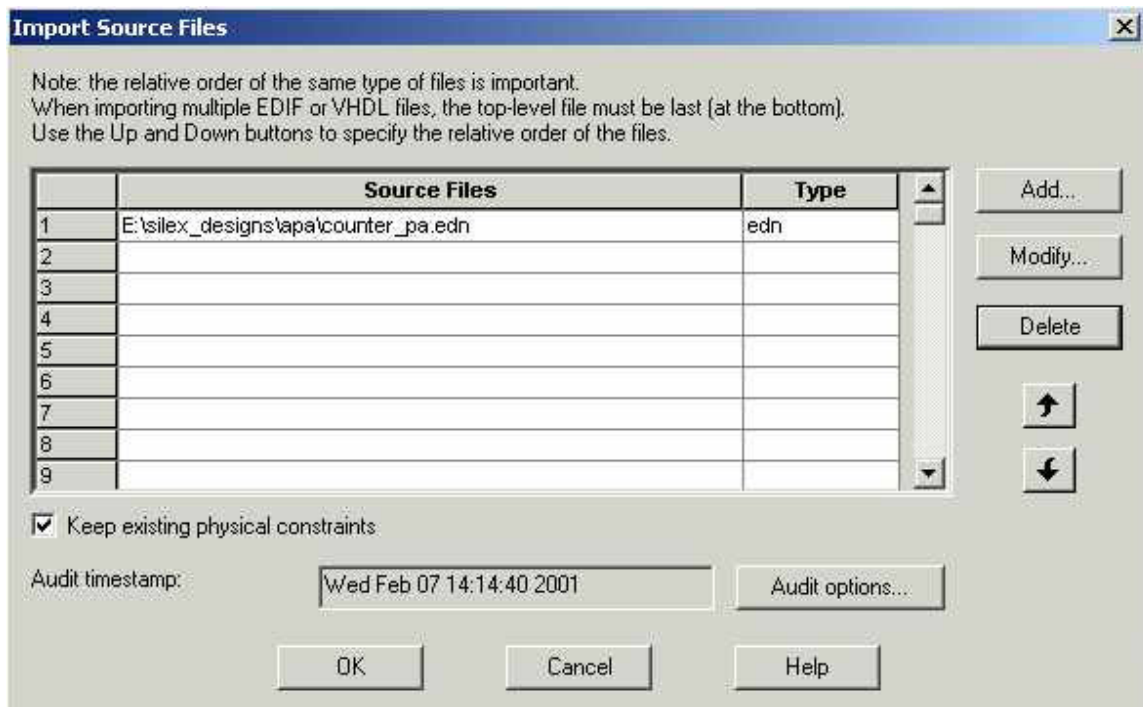 Import Source Files
Note: the relative order of the same type of files is important.
When importing multiple EDIF or VHDL files, the top-level file must be last (at the bottom).
Use the Up and Down buttons to specify the relative order of the files.
Source Files Type
1 E:\silex_designs\apa\counter_pa.edn edn
2
3
4
5
6
7
8
9
Add...
Modify...
Delete
Keep existing physical constraints
Audit timestamp: Wed Feb 07 14:14:40 2001 Audit options...
OK Cancel Help